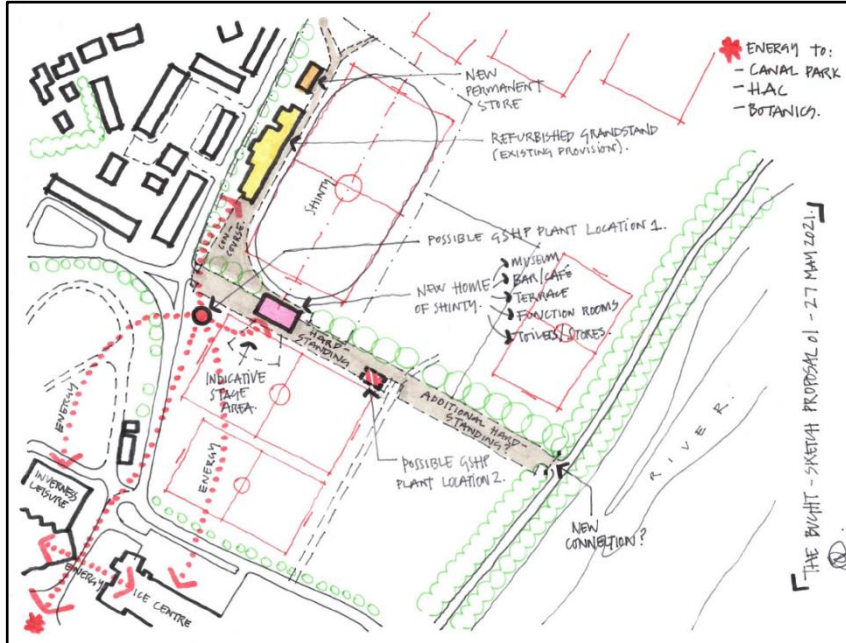 ENERGY TO:
- CANAL PARK
- HAC
- BOTANICS.
NEW
PERMANENT
STORE
REFURBISHED GRANDSTAND
(EXISTING PROVISION).
SHINTY
CON-
COURSE.
POSSIBLE GSHP PLANT LOCATION 1.
NEW HOME
OF SHINTY.
MUSEUM
BAR/CAFÉ
TERRACE
FUNCTION ROOMS
TOILETS/STORES.
HARD
STANDING
INDICATIVE
STAGE
AREA.
ADDITIONAL HARD
STANDING?
POSSIBLE GSHP
PLANT LOCATION 2.
NEW
CONNECTION?
RIVER.
ENERGY
ENERGY
INVERNESS
LEISURE
ENERGY
ICE CENTRE
THE BUGHT - SKETCH PROPOSAL 01 - 27 MAY 2021.